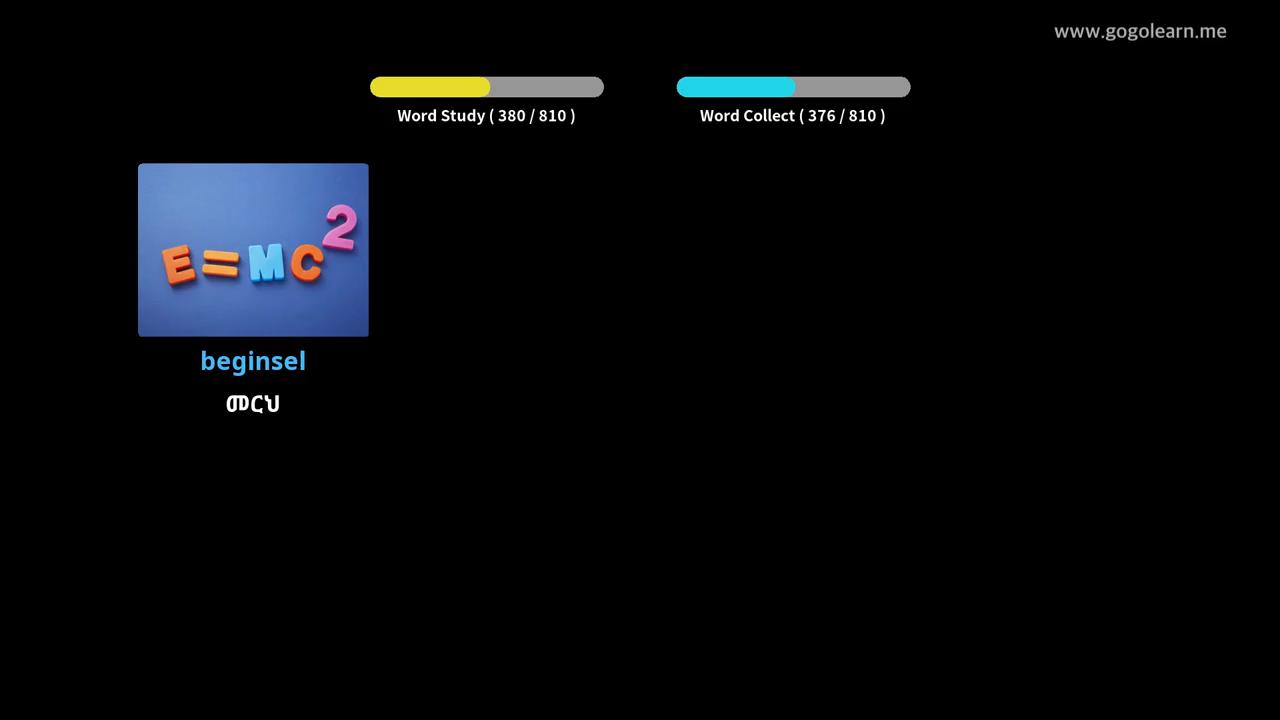 www.gogolearn.me
Word Study ( 380 / 810 )
Word Collect ( 376 / 810 )
E=MC²
beginsel
መርህ